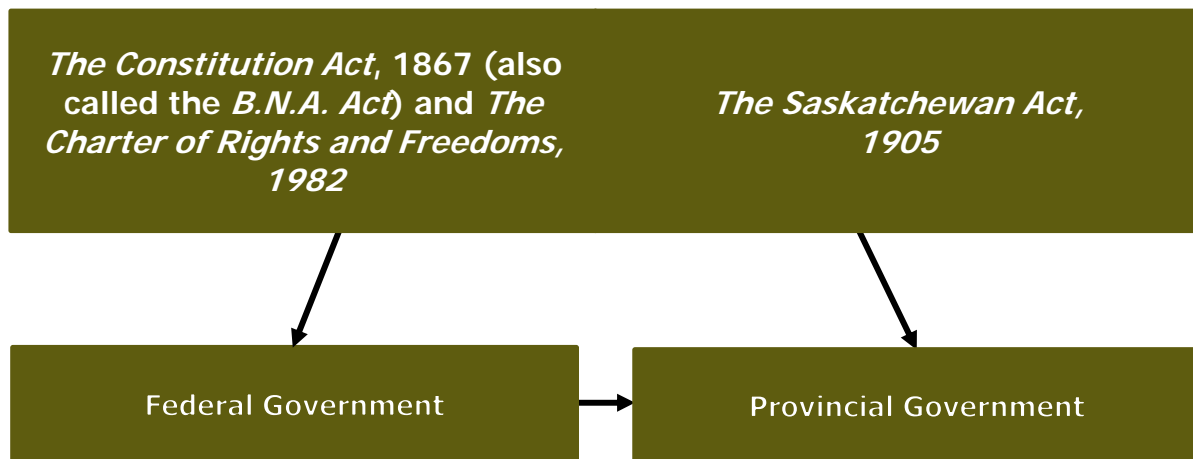 The Constitution Act, 1867 (also
called the B.N.A. Act) and The
Charter of Rights and Freedoms,
1982
The Saskatchewan Act,
1905
Federal Government
Provincial Government